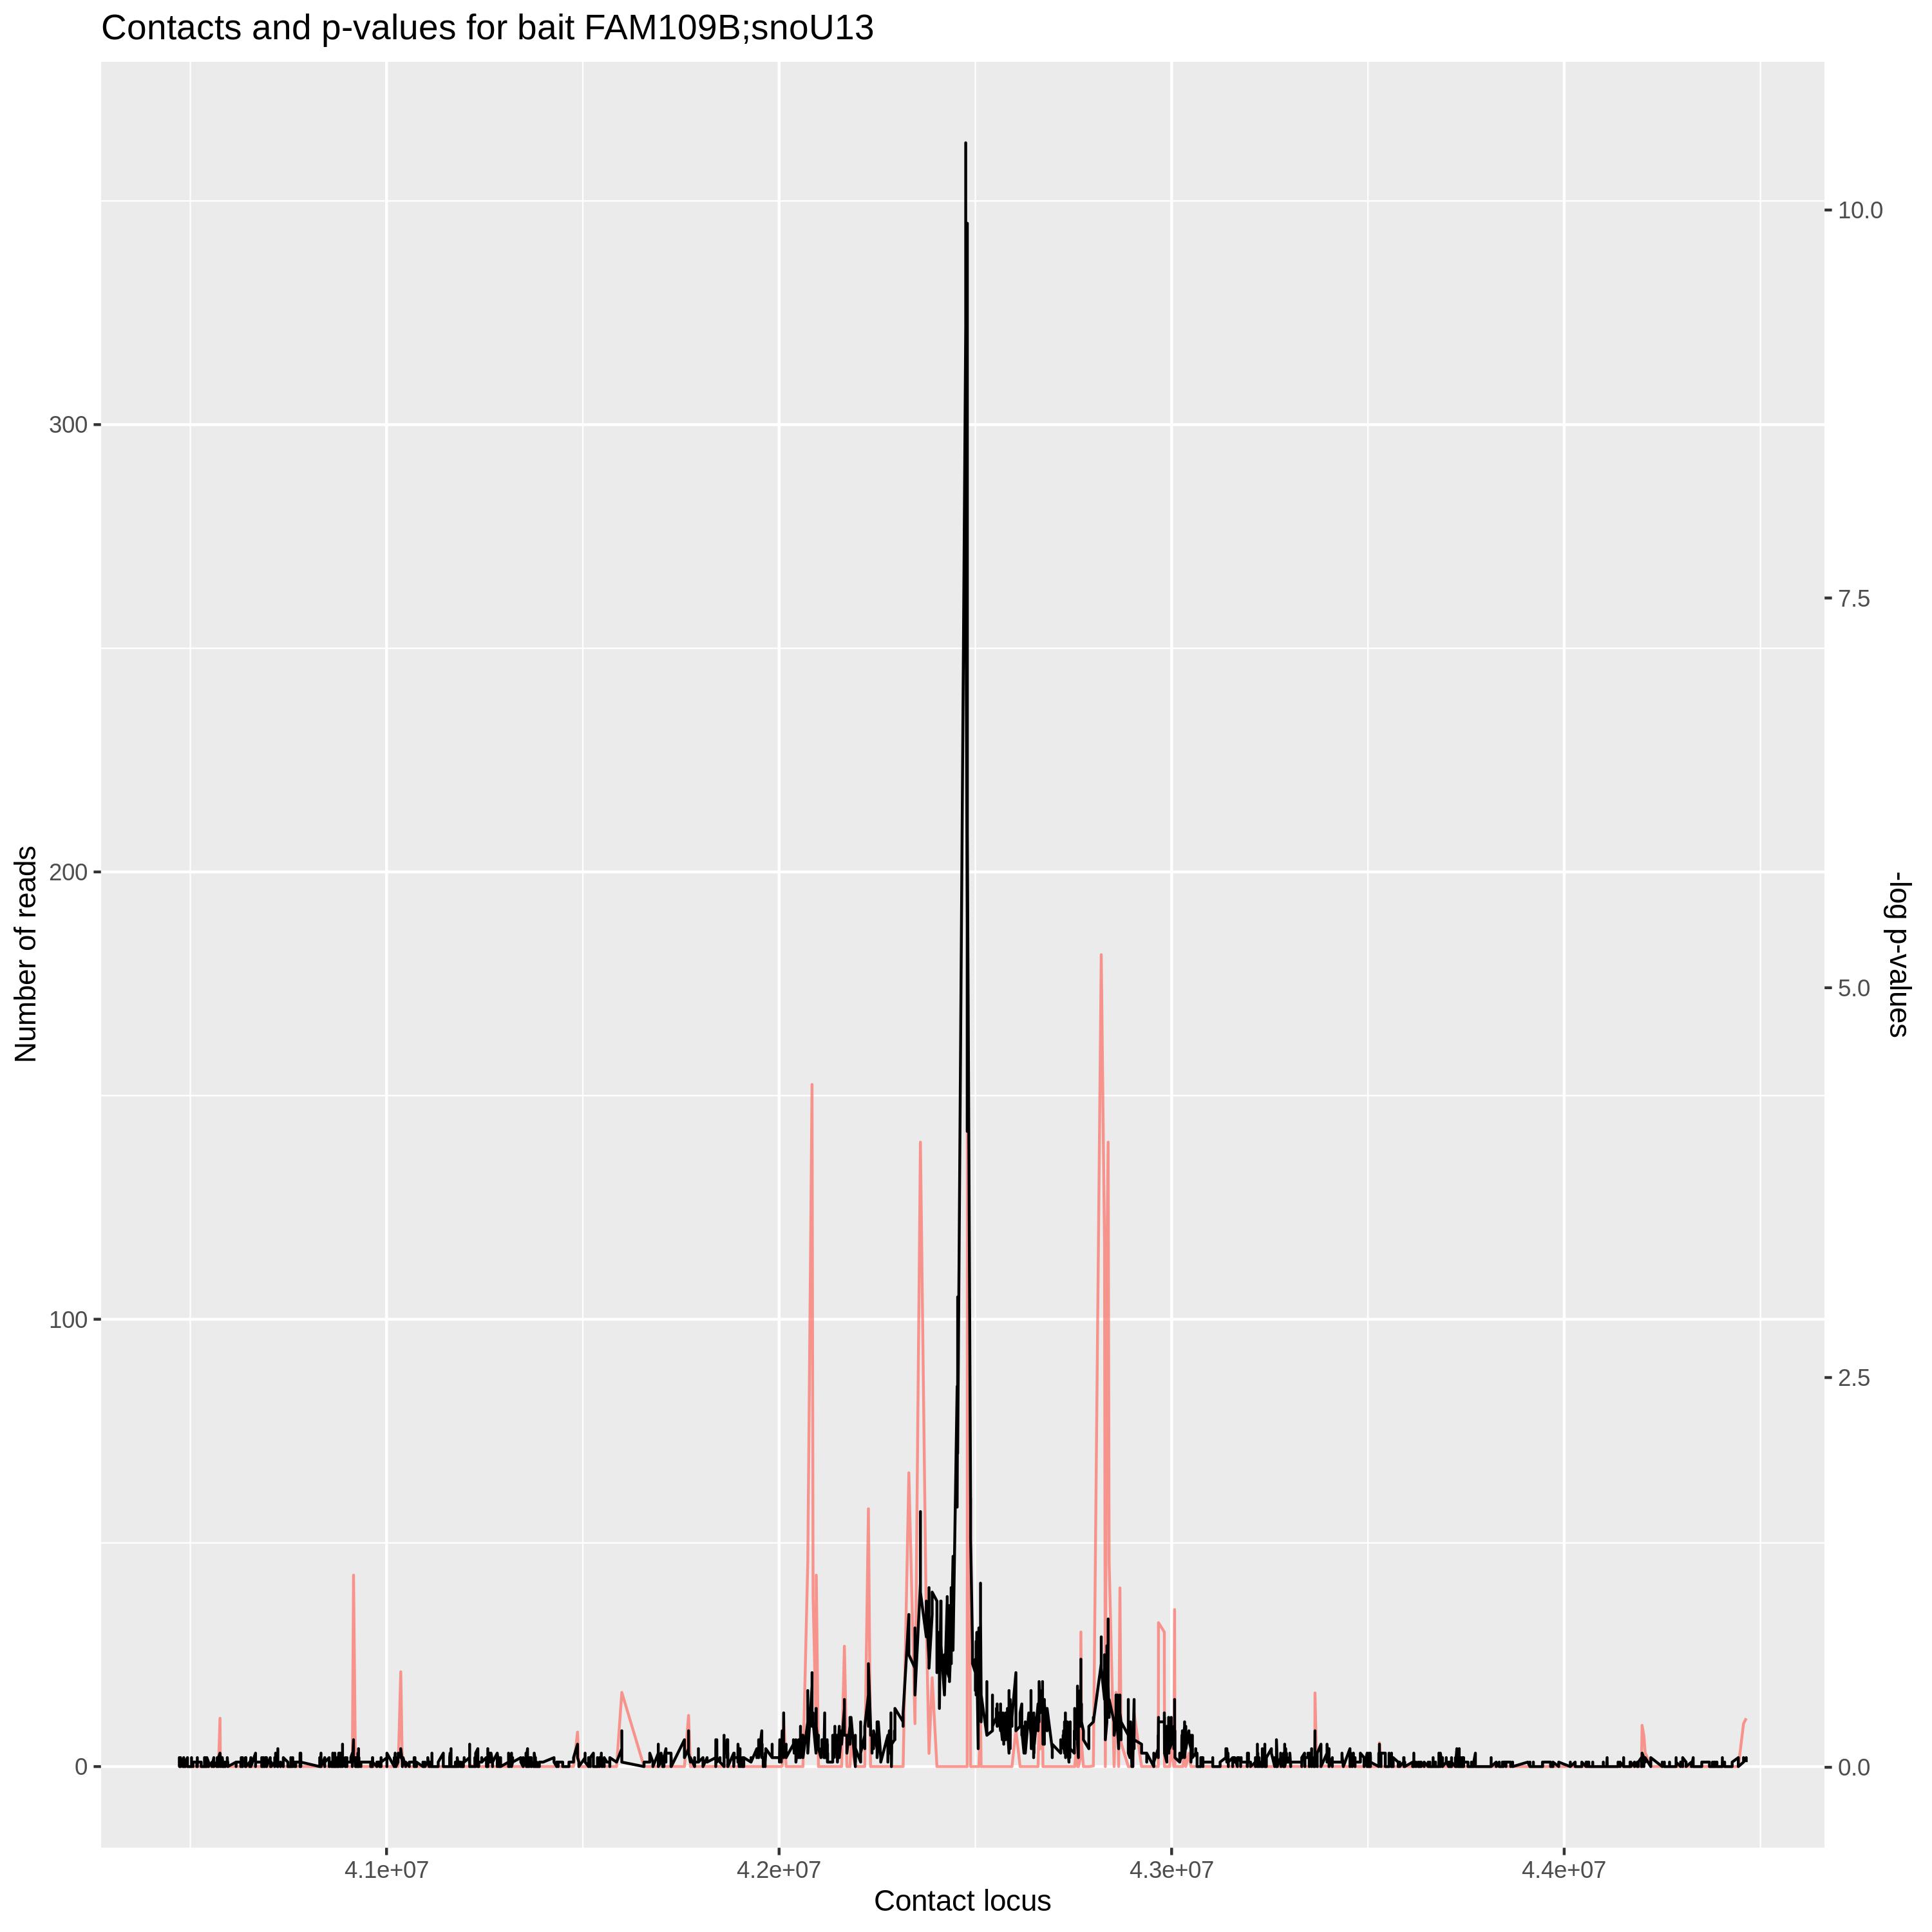 Contacts and p-values for bait FAM109B;snoU13
Number of reads
300
200
100
0
10.0
7.5
5.0
2.5
0.0
-log p-values
4.1e+07
4.2e+07
4.3e+07
4.4e+07
Contact locus